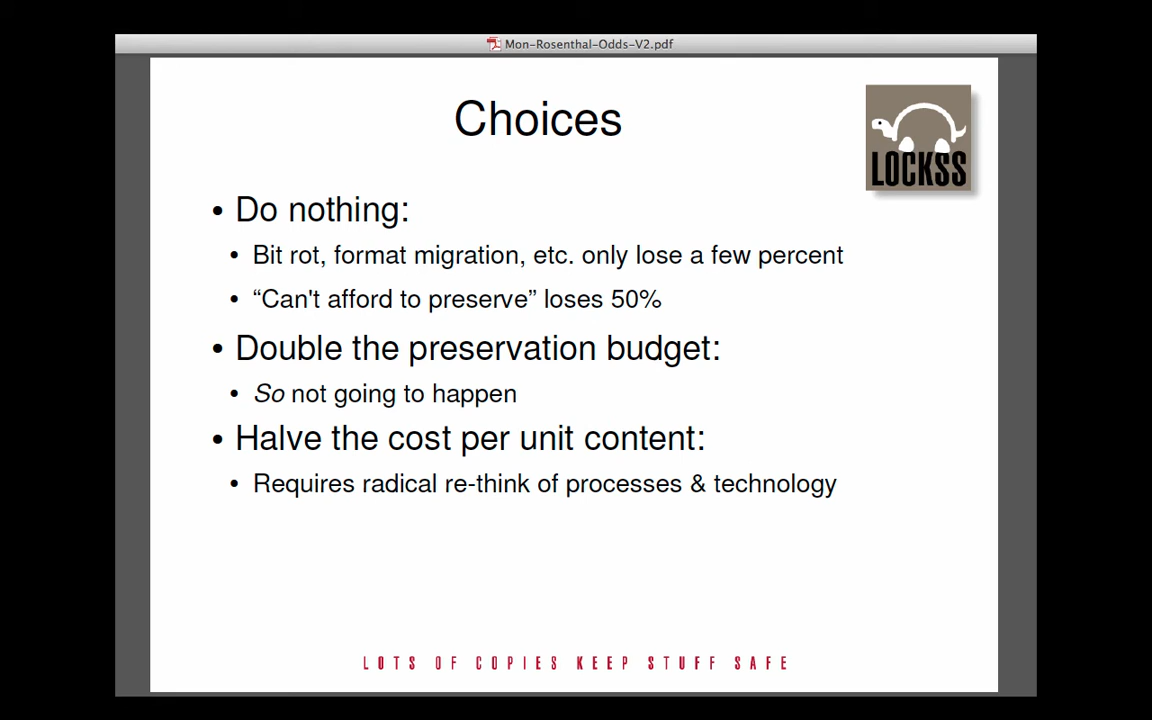 Mon-Rosenthal-Odds-V2.pdf
Choices
LOCKSS
• Do nothing:
• Bit rot, format migration, etc. only lose a few percent
• “Can't afford to preserve” loses 50%
• Double the preservation budget:
• So not going to happen
• Halve the cost per unit content:
• Requires radical re-think of processes & technology
LOTS OF COPIES KEEP STUFF SAFE